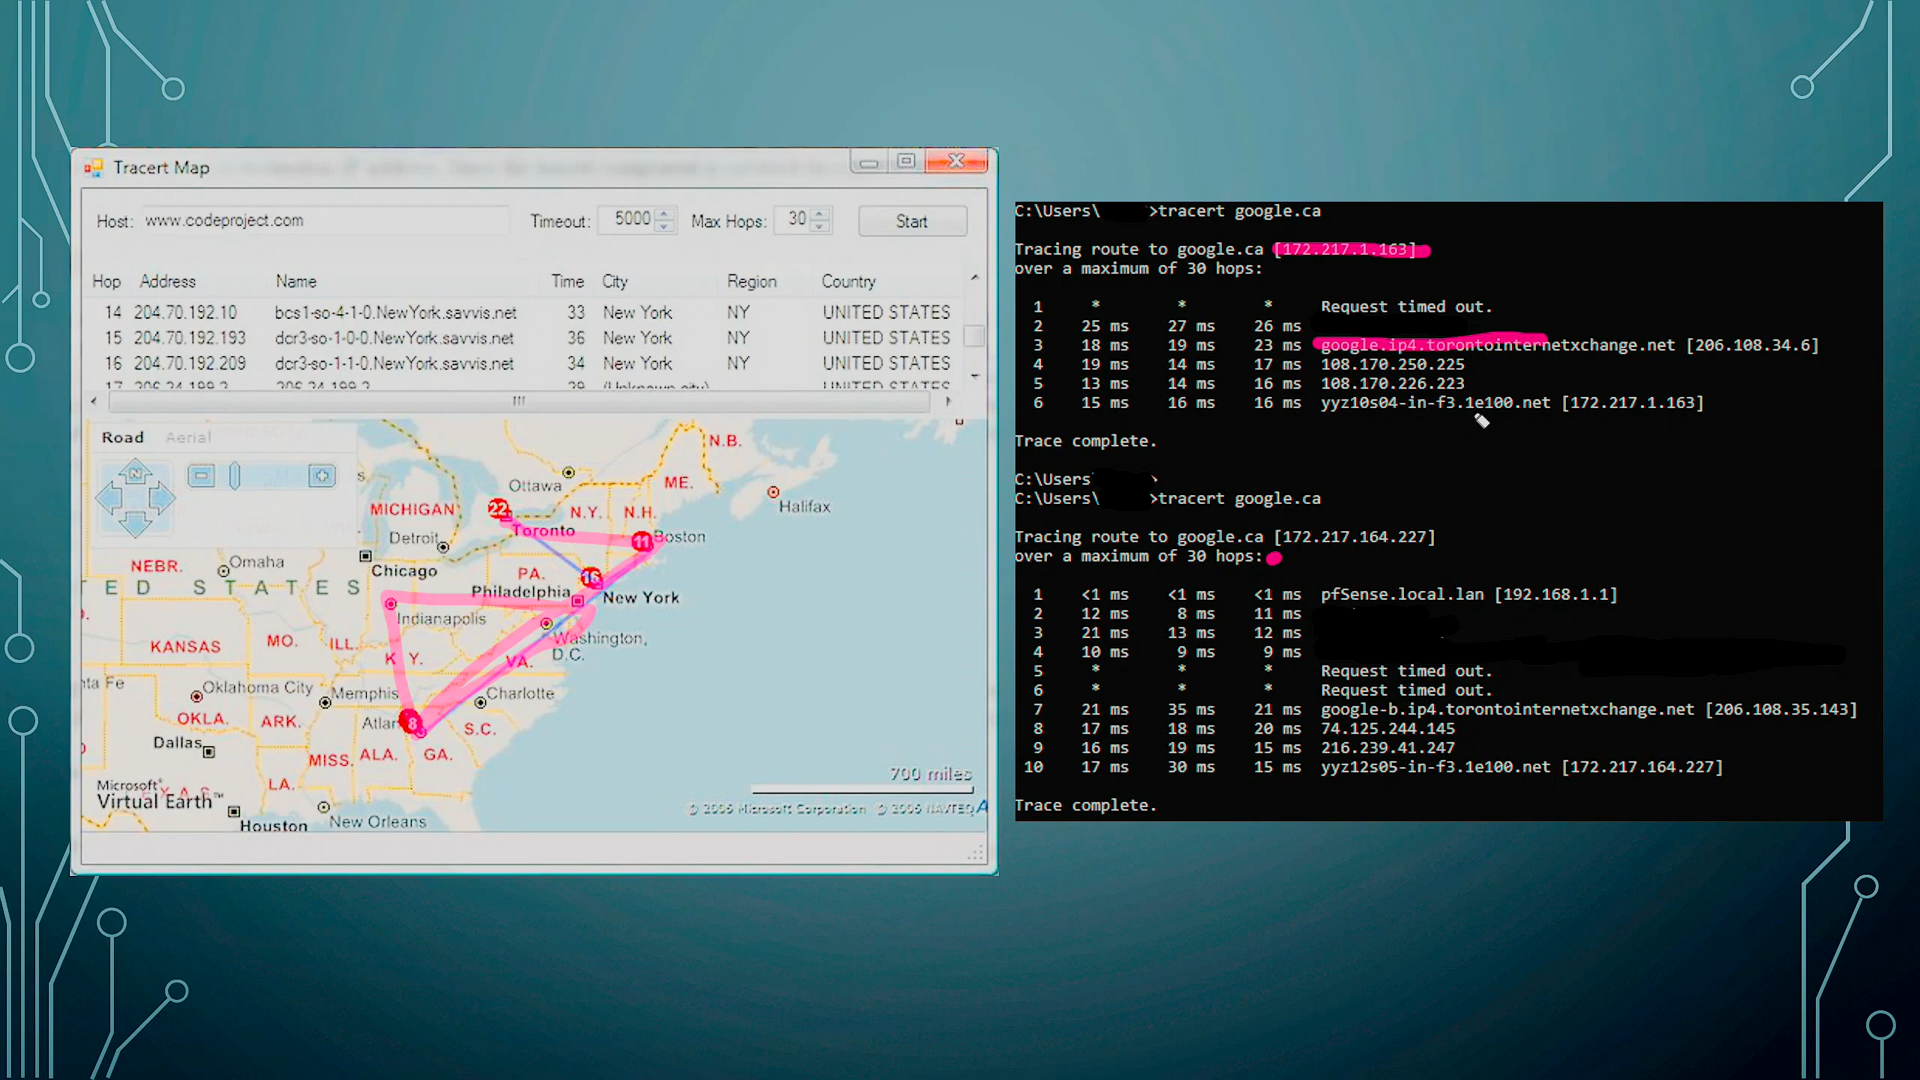 Tracert Map
Host: www.codeproject.com Timeout: 5000 Max Hops: 30 Start
Hop Address Name Time City Region Country
14 204.70.192.10 bcs1-so-4-1-0.NewYork.savvis.net 33 New York NY UNITED STATES
15 204.70.192.193 dcr3-so-1-0-0.NewYork.savvis.net 36 New York NY UNITED STATES
16 204.70.192.209 dcr3-so-1-1-0.NewYork.savvis.net 34 New York NY UNITED STATES
Road Aerial
N
N.B.
Ottawa
ME.
Halifax
MICHIGAN
22
N.Y. N.H.
Toronto
11 Boston
Detroit
Omaha
NEBR.
Chicago
PA.
16
TED STATES
Philadelphia
New York
Indianapolis
Washington,
D.C.
KANSAS
MO.
ILL.
KY.
VA.
nta Fe
Oklahoma City
Memphis
Charlotte
OKLA.
ARK.
Atlan
8
S.C.
Dallas
MISS.
ALA.
GA.
LA.
700 miles
Microsoft®
Virtual Earth™
© 2006 Microsoft Corporation © 2006 NAVTEQ
Houston
New Orleans
C:\Users\ >tracert google.ca
Tracing route to google.ca [172.217.1.163]
over a maximum of 30 hops:
1 * * * Request timed out.
2 25 ms 27 ms 26 ms
3 18 ms 19 ms 23 ms google.ip4.torontointernetxchange.net [206.108.34.6]
4 19 ms 14 ms 17 ms 108.170.250.225
5 13 ms 14 ms 16 ms 108.170.226.223
6 15 ms 16 ms 16 ms yyz10s04-in-f3.1e100.net [172.217.1.163]
Trace complete.
C:\Users
C:\Users\ >tracert google.ca
Tracing route to google.ca [172.217.164.227]
over a maximum of 30 hops:
1 <1 ms <1 ms <1 ms pfSense.local.lan [192.168.1.1]
2 12 ms 8 ms 11 ms
3 21 ms 13 ms 12 ms
4 10 ms 9 ms 9 ms
5 * * * Request timed out.
6 * * * Request timed out.
7 21 ms 35 ms 21 ms google-b.ip4.torontointernetxchange.net [206.108.35.143]
8 17 ms 18 ms 20 ms 74.125.244.145
9 16 ms 19 ms 15 ms 216.239.41.247
10 17 ms 30 ms 15 ms yyz12s05-in-f3.1e100.net [172.217.164.227]
Trace complete.